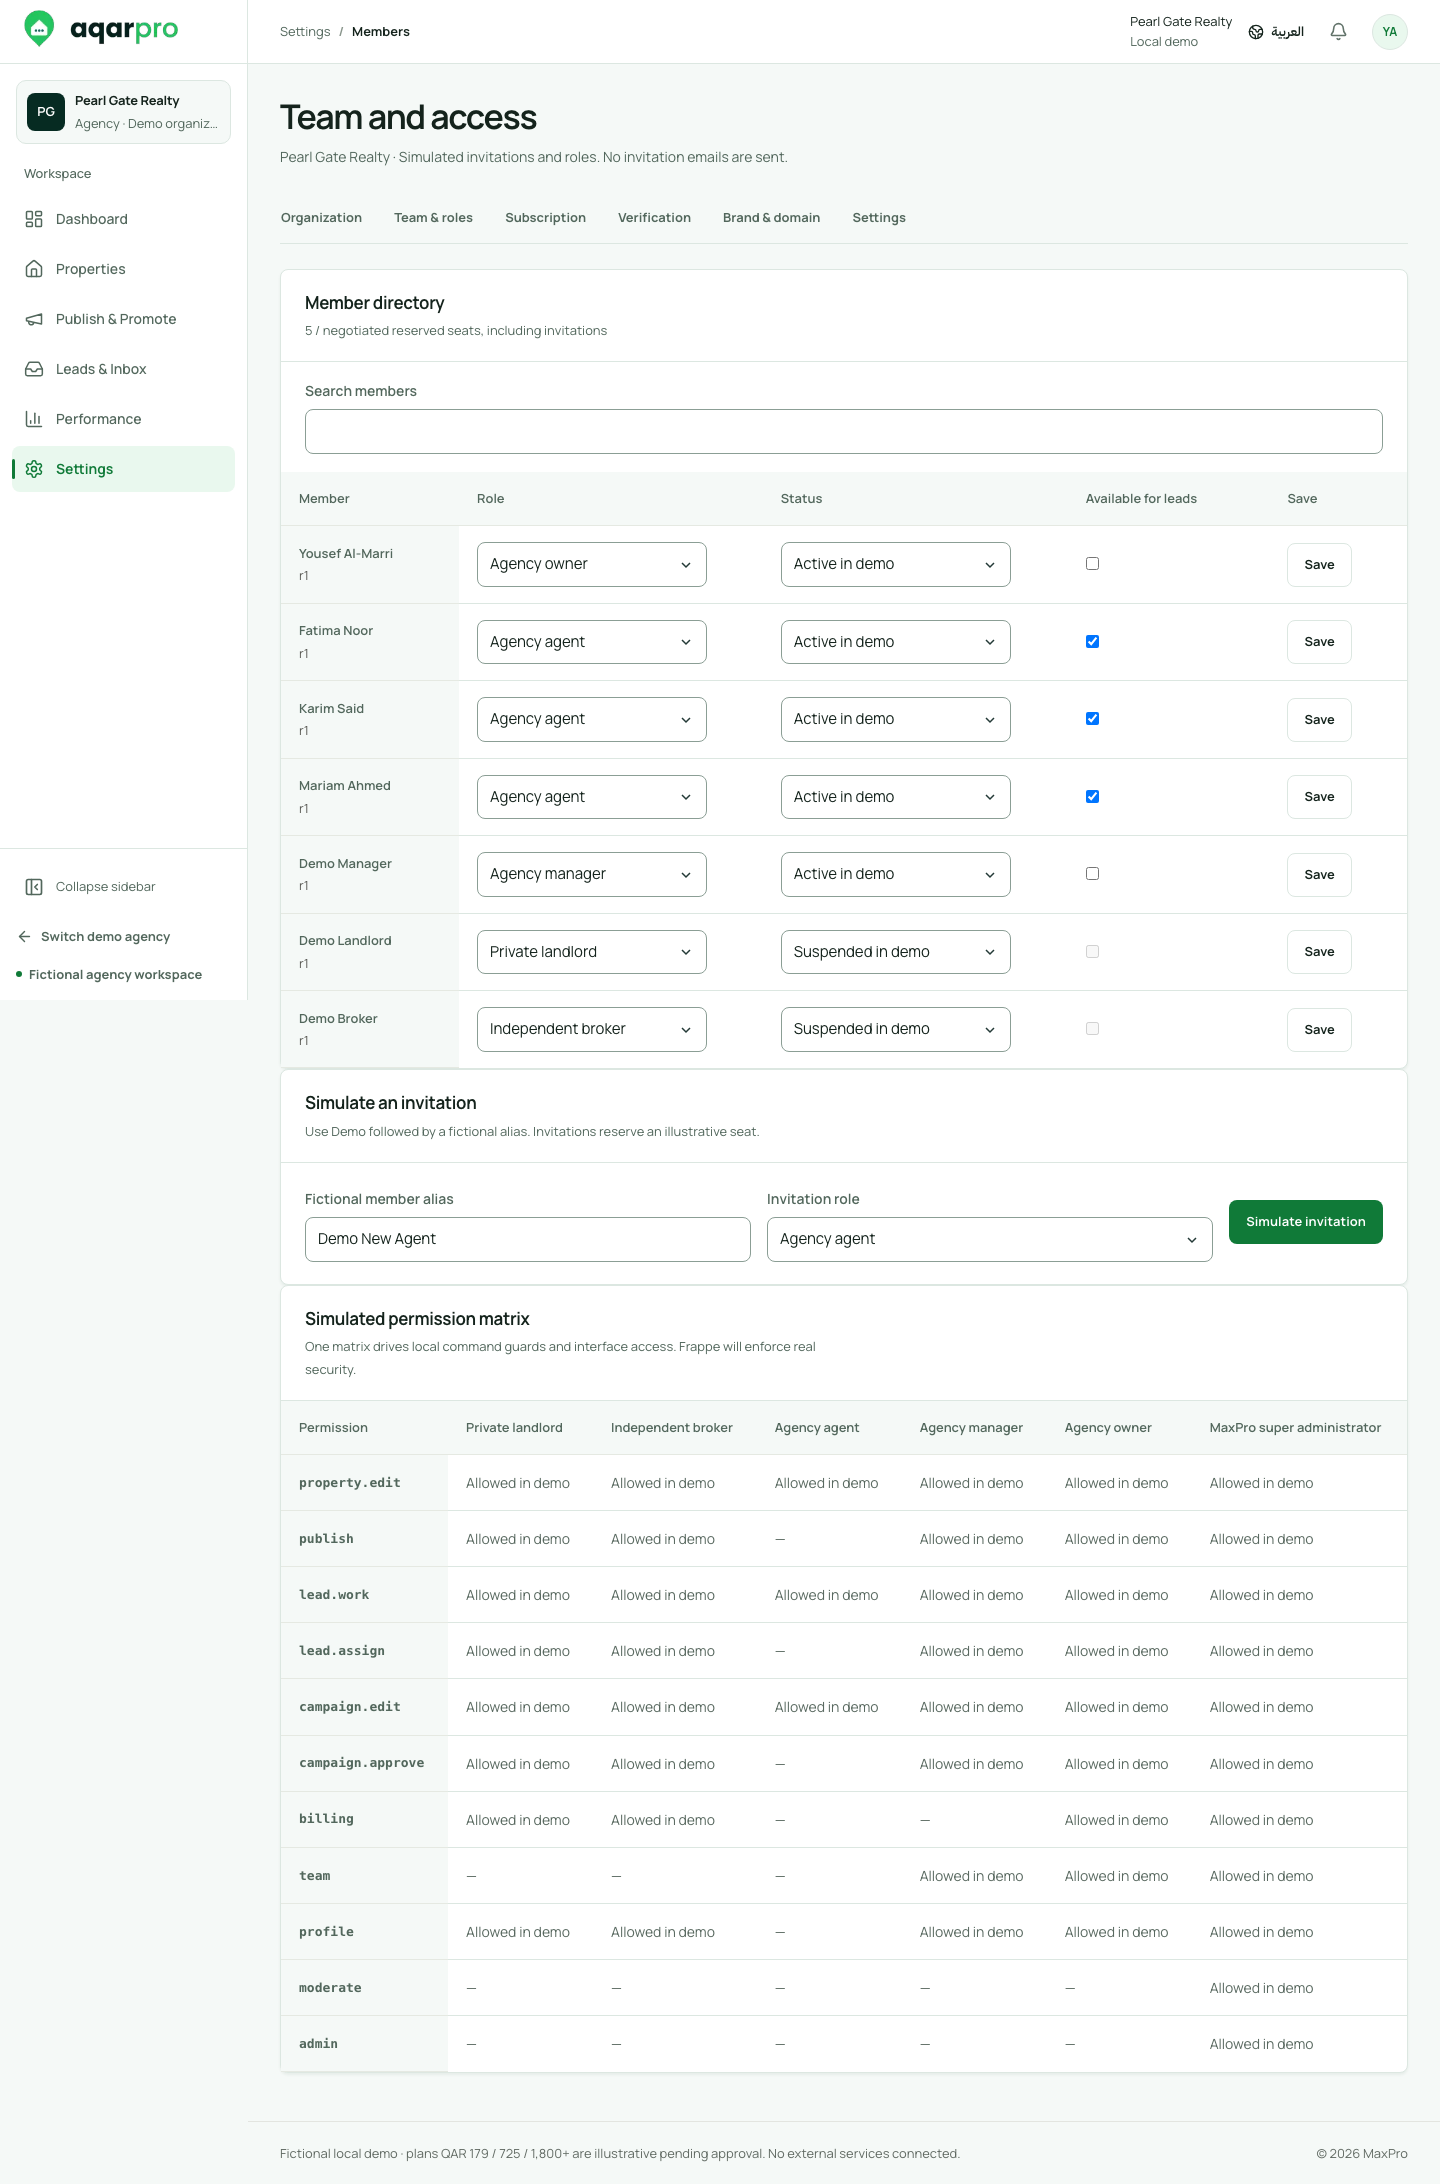 aqarpro
Settings / Members
Pearl Gate Realty
Local demo
العربية
YA
PG
Pearl Gate Realty
Agency · Demo organiz...
Workspace
Dashboard
Properties
Publish & Promote
Leads & Inbox
Performance
Settings
Collapse sidebar
Switch demo agency
Fictional agency workspace
Team and access
Pearl Gate Realty · Simulated invitations and roles. No invitation emails are sent.
Organization Team & roles Subscription Verification Brand & domain Settings
Member directory
5 / negotiated reserved seats, including invitations
Search members
Member Role Status Available for leads Save
Yousef Al-Marri
r1
Agency owner Active in demo Save
Fatima Noor
r1
Agency agent Active in demo Save
Karim Said
r1
Agency agent Active in demo Save
Mariam Ahmed
r1
Agency agent Active in demo Save
Demo Manager
r1
Agency manager Active in demo Save
Demo Landlord
r1
Private landlord Suspended in demo Save
Demo Broker
r1
Independent broker Suspended in demo Save
Simulate an invitation
Use Demo followed by a fictional alias. Invitations reserve an illustrative seat.
Fictional member alias Invitation role
Demo New Agent Agency agent Simulate invitation
Simulated permission matrix
One matrix drives local command guards and interface access. Frappe will enforce real
security.
Permission Private landlord Independent broker Agency agent Agency manager Agency owner MaxPro super administrator
property.edit Allowed in demo Allowed in demo Allowed in demo Allowed in demo Allowed in demo Allowed in demo
publish Allowed in demo Allowed in demo — Allowed in demo Allowed in demo Allowed in demo
lead.work Allowed in demo Allowed in demo Allowed in demo Allowed in demo Allowed in demo Allowed in demo
lead.assign Allowed in demo Allowed in demo — Allowed in demo Allowed in demo Allowed in demo
campaign.edit Allowed in demo Allowed in demo Allowed in demo Allowed in demo Allowed in demo Allowed in demo
campaign.approve Allowed in demo Allowed in demo — Allowed in demo Allowed in demo Allowed in demo
billing Allowed in demo Allowed in demo — — Allowed in demo Allowed in demo
team — — — Allowed in demo Allowed in demo Allowed in demo
profile Allowed in demo Allowed in demo — Allowed in demo Allowed in demo Allowed in demo
moderate — — — — — Allowed in demo
admin — — — — — Allowed in demo
Fictional local demo · plans QAR 179 / 725 / 1,800+ are illustrative pending approval. No external services connected.
© 2026 MaxPro